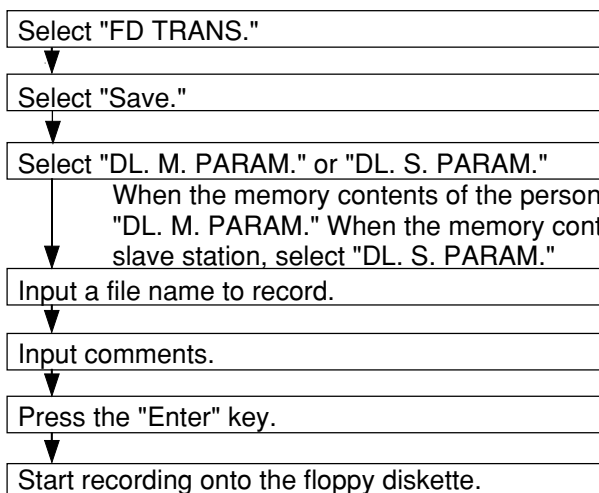 Select "FD TRANS."
Select "Save."
Select "DL. M. PARAM." or "DL. S. PARAM."
When the memory contents of the person
"DL. M. PARAM." When the memory cont
slave station, select "DL. S. PARAM."
Input a file name to record.
Input comments.
Press the "Enter" key.
Start recording onto the floppy diskette.